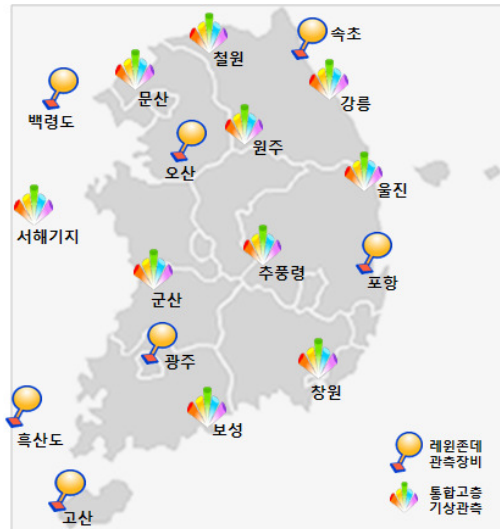 속초
철원
문산
강릉
백령도
원주
오산
울진
서해기지
추풍령
포항
군산
광주
창원
보성
흑산도
고산
레윈존데
관측장비
통합고층
기상관측